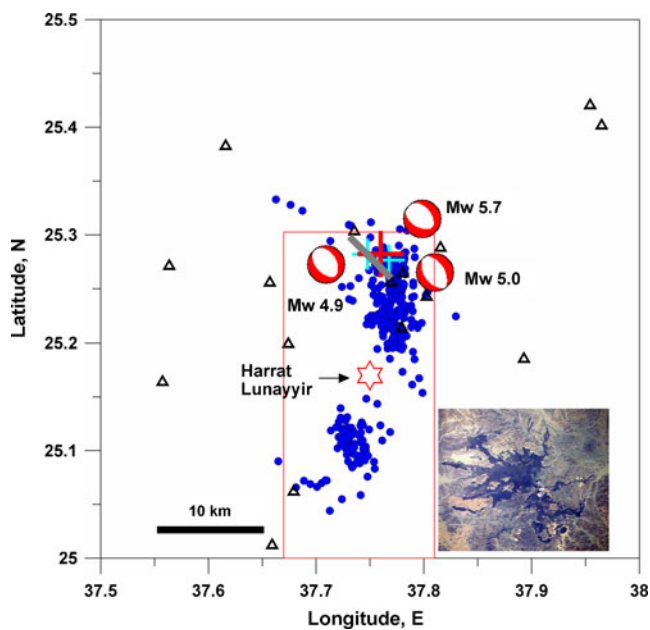 25.5
25.4
25.3
25.2
25.1
25
Latitude, N
Mw 5.7
Mw 5.0
Mw 4.9
Harrat
Lunayyir
10 km
37.5
37.6
37.7
37.8
37.9
38
Longitude, E